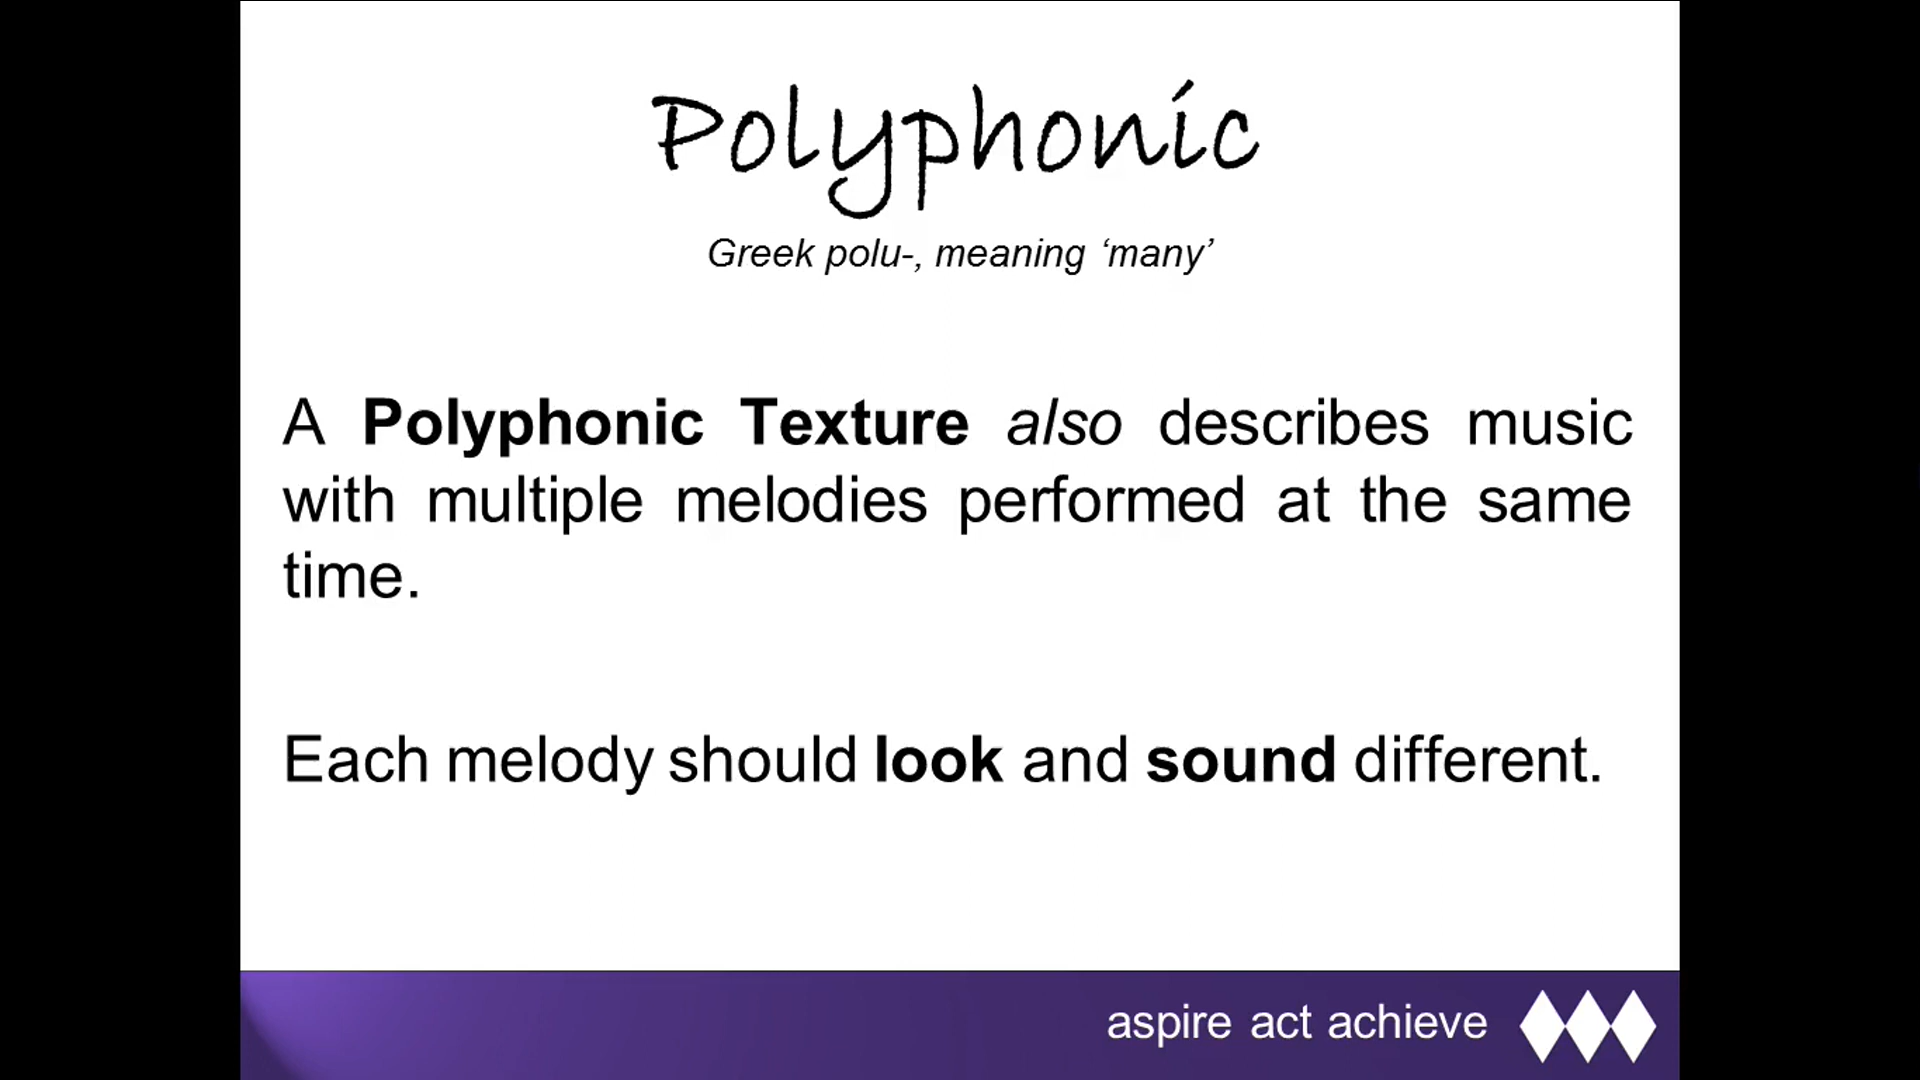 Polyphonic
Greek polu-, meaning ‘many’
A Polyphonic Texture also describes music
with multiple melodies performed at the same
time.
Each melody should look and sound different.
aspire act achieve